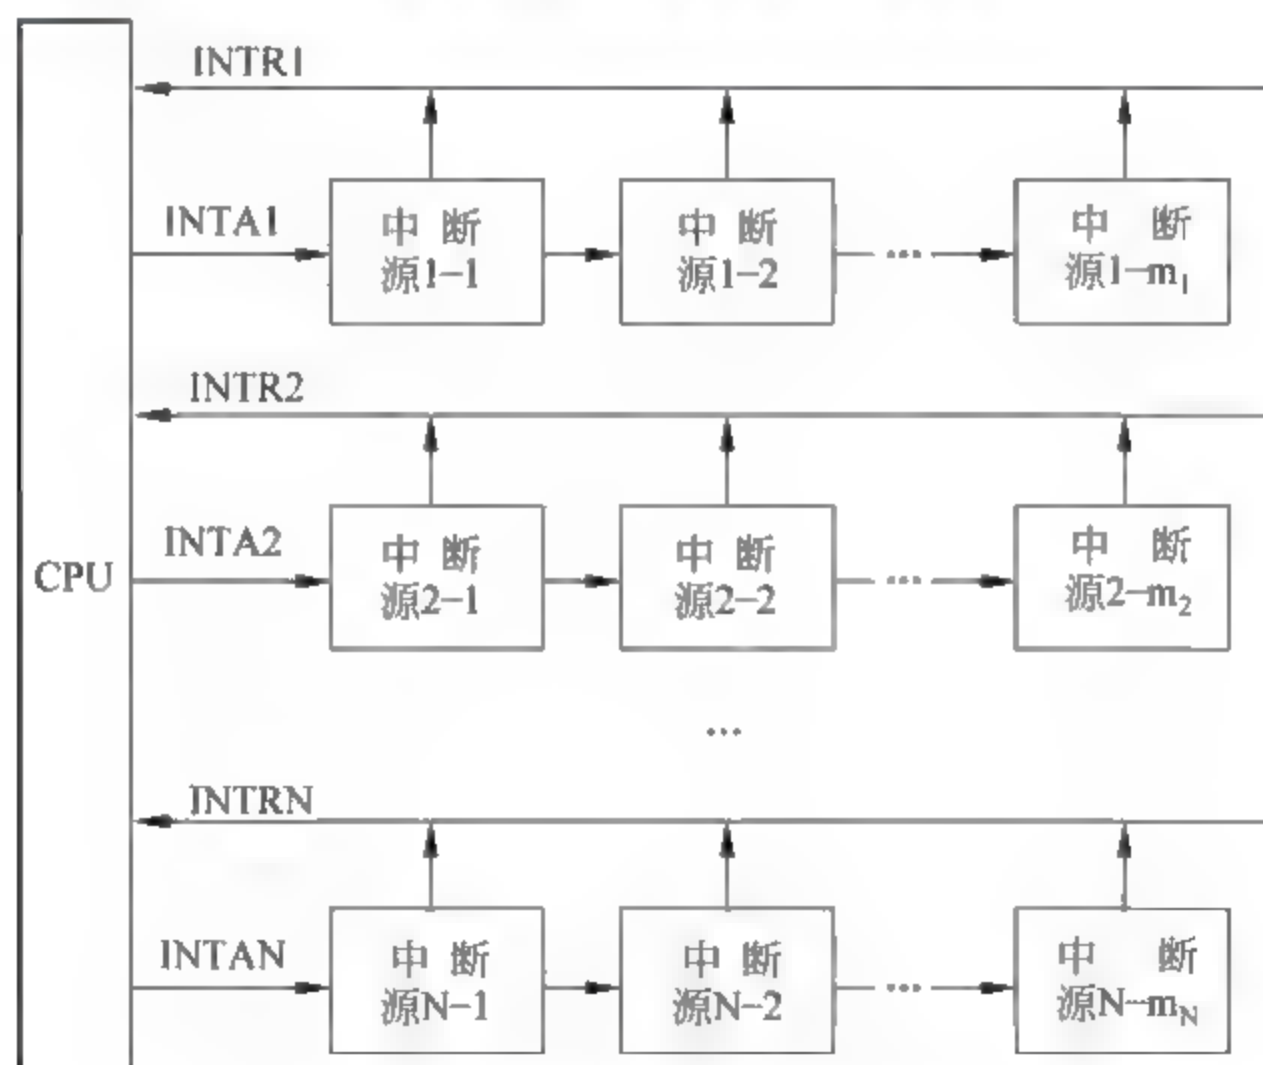 INTR1
INTA1
中 断 中 断 中 断
源1-1 源1-2 … 源1-m₁
INTR2
INTA2
中 断 中 断 中 断
CPU 源2-1 源2-2 … 源2-m₂
…
INTRN
INTAN
中 断 中 断 中 断
源N-1 源N-2 … 源N-m_N